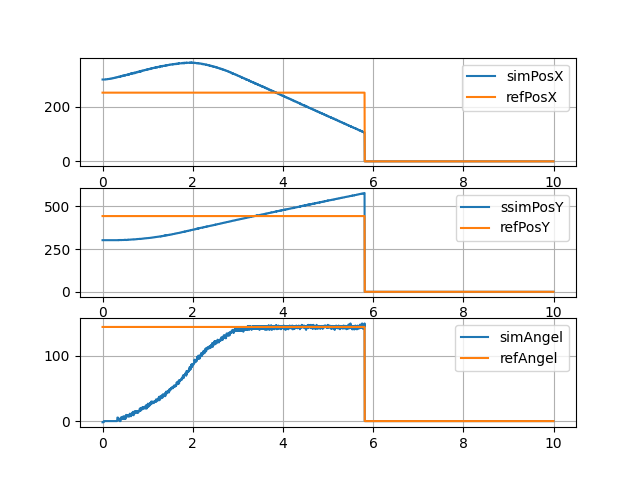 200
0
simPosX
refPosX
0 2 4 6 8 10
500
250
0
ssimPosY
refPosY
0 2 4 6 8 10
100
0
simAngel
refAngel
0 2 4 6 8 10